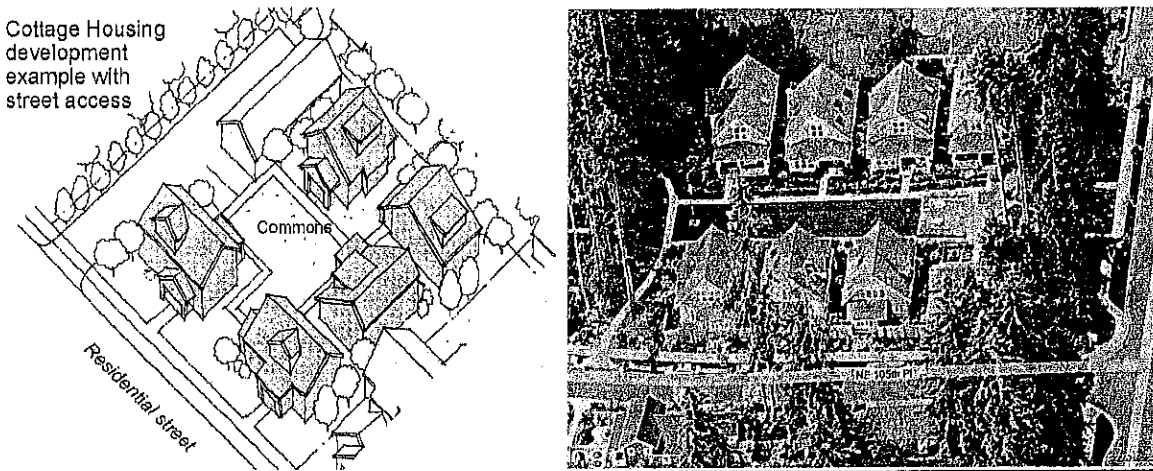 Cottage Housing
development
example with
street access
Commons
Residential street
NE 105th Pl